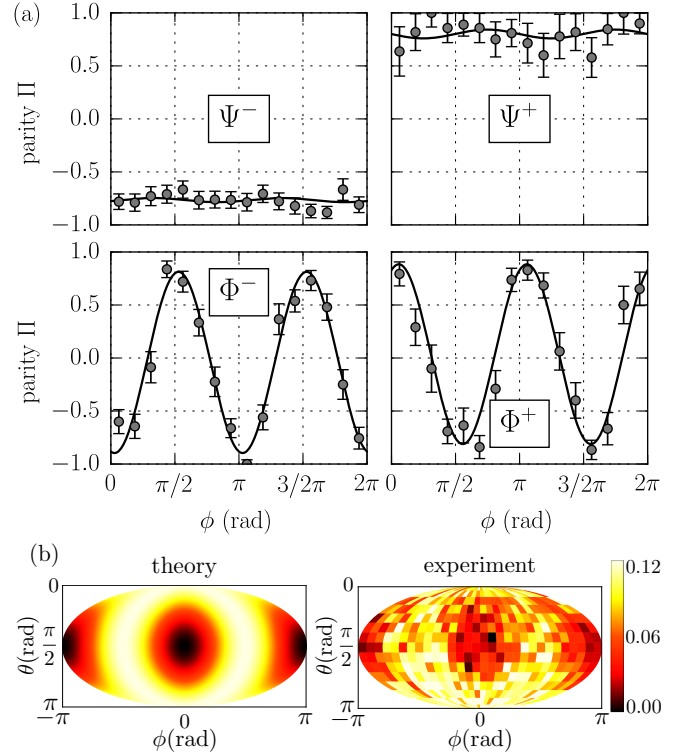 (a)
1.0
0.5
0.0
−0.5
−1.0
parity Π
Ψ⁻
Ψ⁺
1.0
0.5
0.0
−0.5
−1.0
parity Π
Φ⁻
Φ⁺
0 π/2 π 3/2π 2π
0 π/2 π 3/2π 2π
ϕ (rad)
ϕ (rad)
(b)
theory
experiment
0
π/2
π
θ(rad)
−π 0 π
ϕ(rad)
0
π/2
π
θ(rad)
−π 0 π
ϕ(rad)
0.12
0.06
0.00